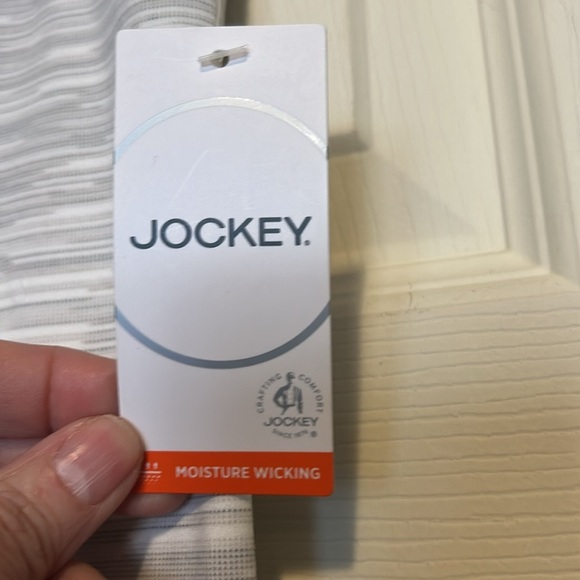 JOCKEY®
CRAFTING COMFORT
JOCKEY
SINCE 1876 ®
MOISTURE WICKING